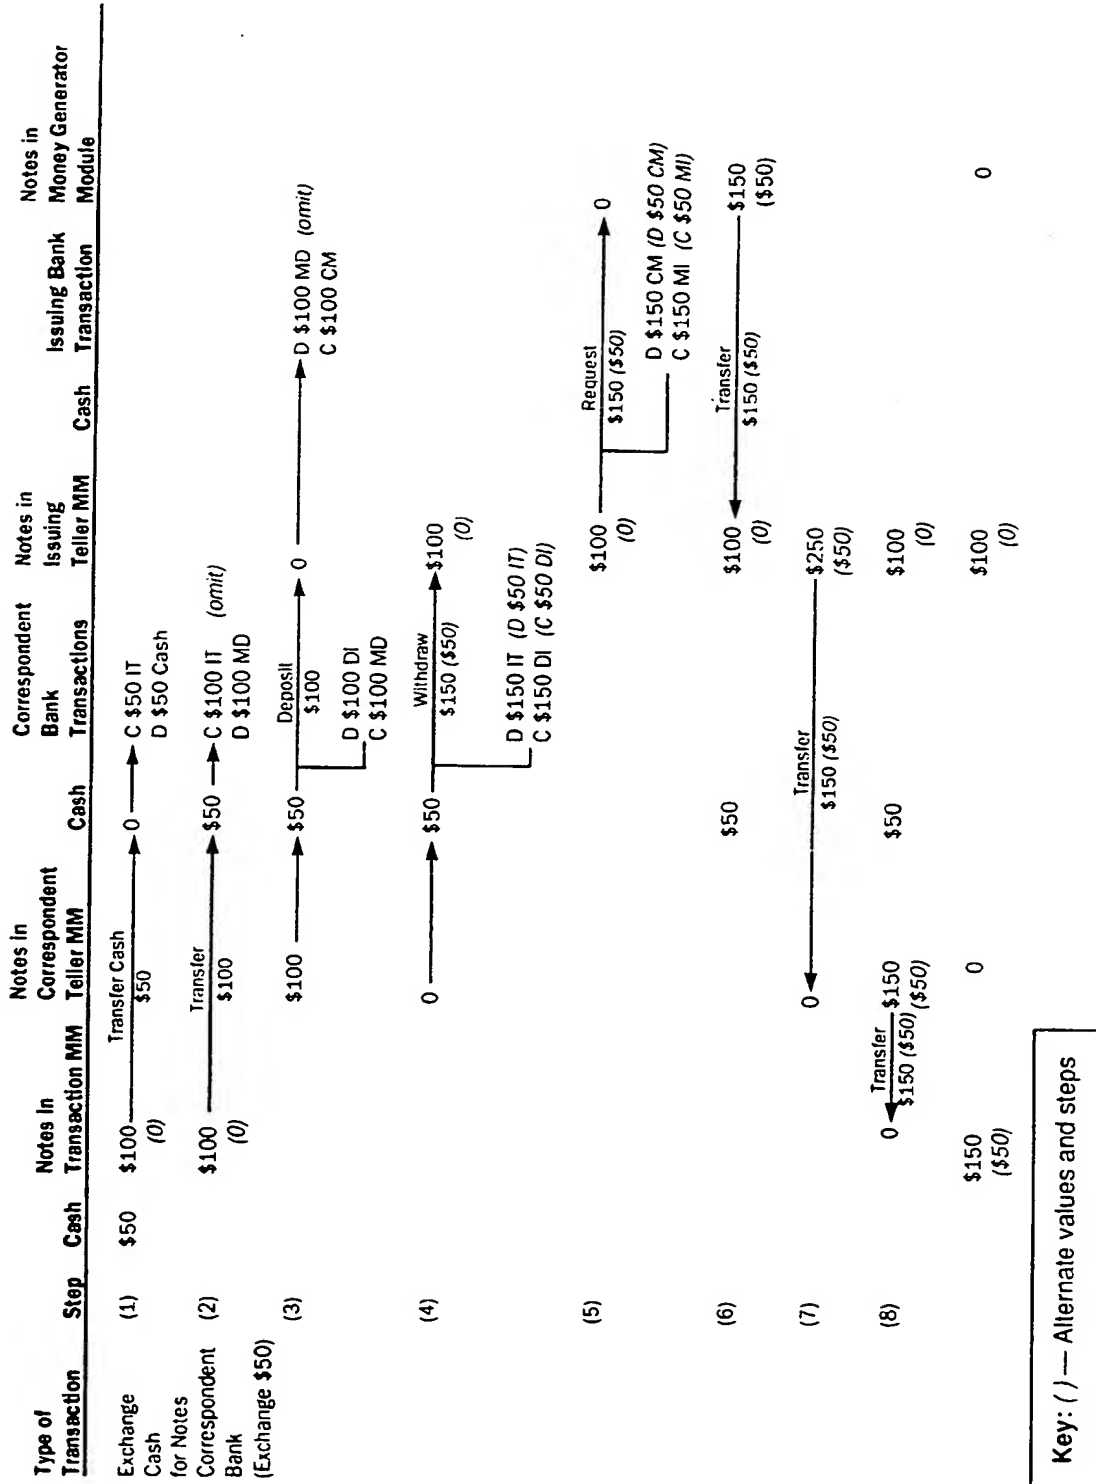 Type of Transaction
Step
Cash
Notes In Transaction MM
Notes in Correspondent Teller MM
Cash
Correspondent Bank Transactions
Notes in Issuing Teller MM
Cash
Issuing Bank Transaction
Notes in Money Generator Module
Exchange
Cash
for Notes
Correspondent
Bank
(Exchange $50)
(1) $50 $100 Transfer Cash 0 C $50 IT
(0) $50 D $50 Cash
(2) $100 Transfer $50 C $100 IT (omit)
(0) $100 D $100 MD
(3) $100 $50 Deposit 0 D $100 MD (omit)
$100 C $100 CM
D $100 DI
C $100 MD
(4) 0 $50 Withdraw $100
$150 ($50) (0)
D $150 IT (D $50 IT)
C $150 DI (C $50 DI)
(5) $100 Request 0
(0) $150 ($50)
D $150 CM (D $50 CM)
C $150 MI (C $50 MI)
(6) $50 $100 Transfer $150
(0) $150 ($50) ($50)
(7) 0 Transfer $250
$150 ($50) ($50)
(8) 0 Transfer $150 $50 $100
$150 ($50) ($50) (0)
$150 0 $100 0
($50) (0)
Key: ( ) — Alternate values and steps